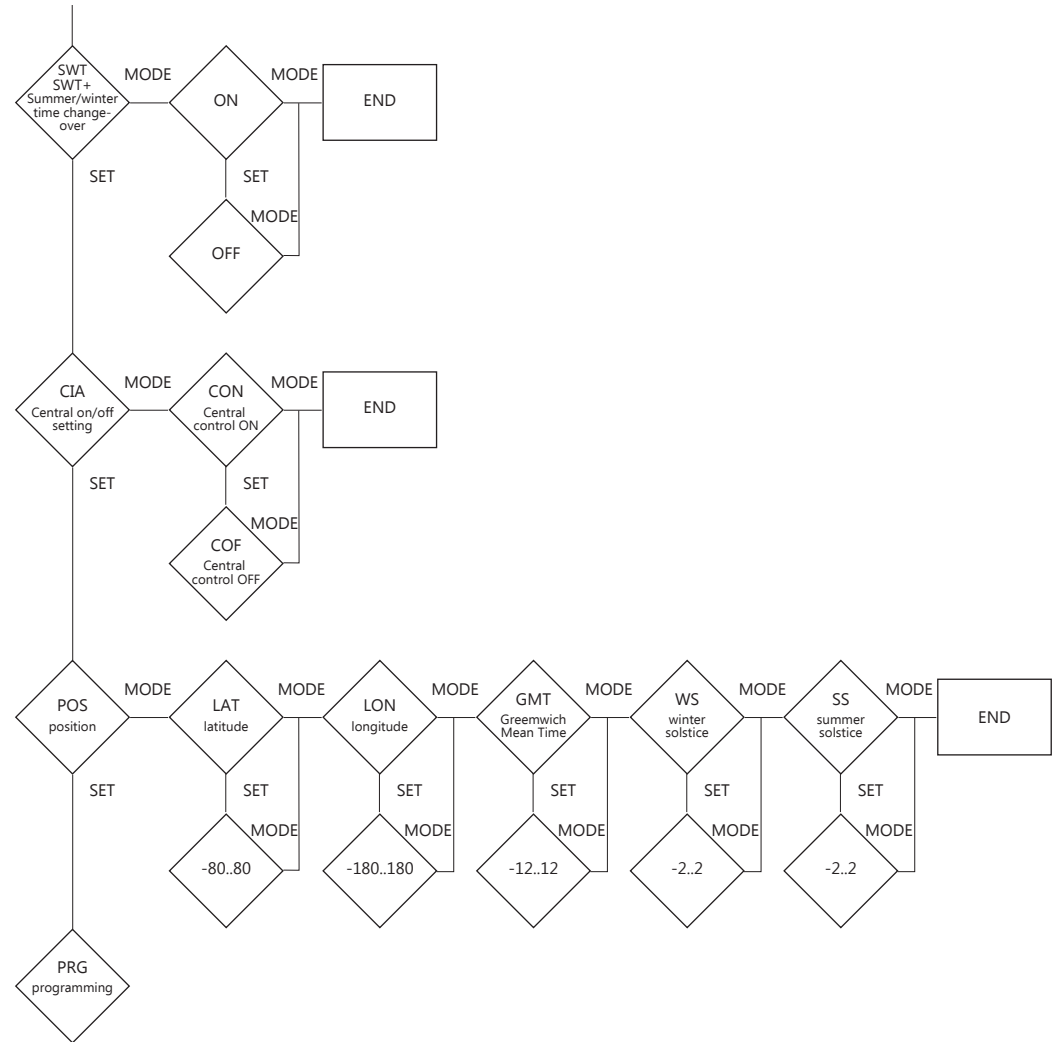 SWT
SWT+
Summer/winter
time change-
over
MODE
ON
MODE
END
SET
SET
MODE
OFF
CIA
Central on/off
setting
MODE
CON
Central
control ON
MODE
END
SET
SET
MODE
COF
Central
control OFF
POS
position
MODE
LAT
latitude
MODE
LON
longitude
MODE
GMT
Greemwich
Mean Time
MODE
WS
winter
solstice
MODE
SS
summer
solstice
MODE
END
SET
SET
SET
SET
SET
SET
MODE
MODE
MODE
MODE
MODE
-80..80
-180..180
-12..12
-2..2
-2..2
PRG
programming